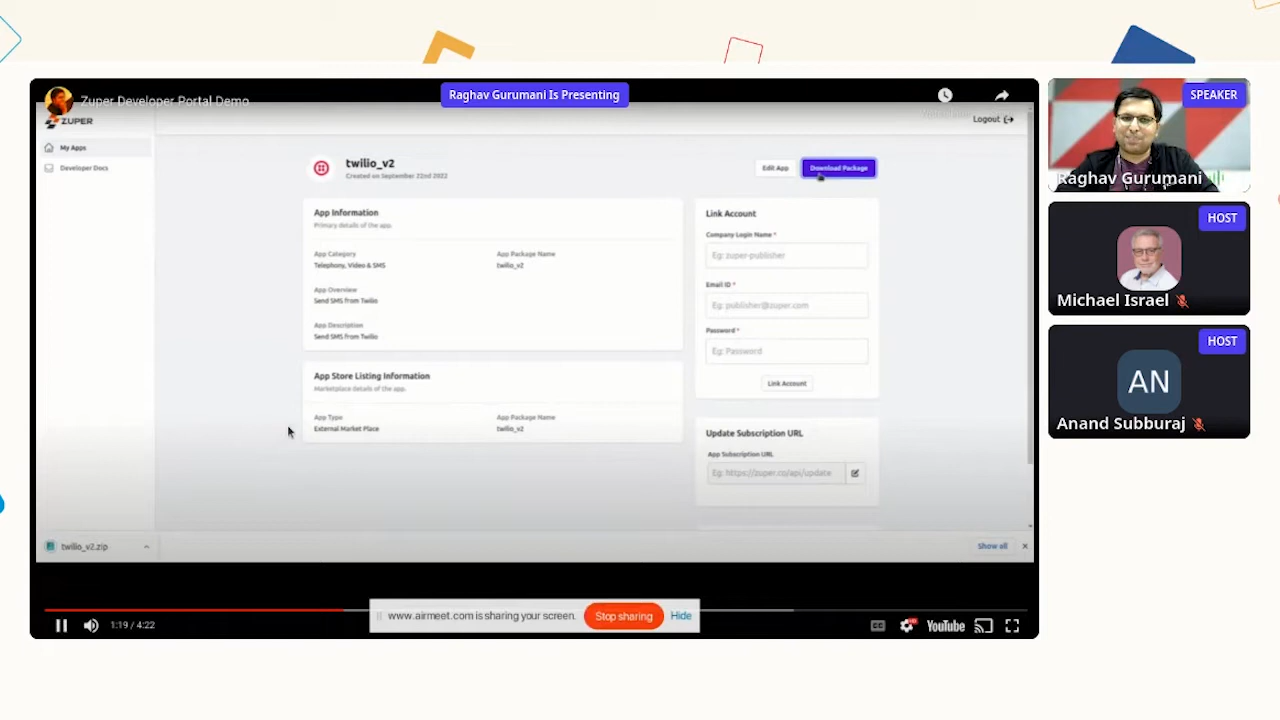 Zuper Developer Portal Demo
Raghav Gurumani Is Presenting
ZUPER
Logout
My Apps
Developer Docs
twilio_v2
Created on September 22nd 2022
Edit App
Download Package
App Information
Primary details of the app.
App Category
App Package Name
Telephony, Video & SMS
twilio_v2
App Overview
Send SMS from Twilio
App Description
Send SMS from Twilio
App Store Listing Information
Marketplace details of the app.
App Type
App Package Name
External Market Place
twilio_v2
Link Account
Company Login Name *
Eg: zuper-publisher
Email ID *
Eg: publisher@zuper.com
Password *
Eg: Password
Link Account
Update Subscription URL
App Subscription URL
Eg: https://zuper.co/api/update
twilio_v2.zip
Show all
www.airmeet.com is sharing your screen.
Stop sharing
Hide
1:19 / 4:22
CC
YouTube
SPEAKER
Raghav Gurumani
HOST
Michael Israel
HOST
AN
Anand Subburaj